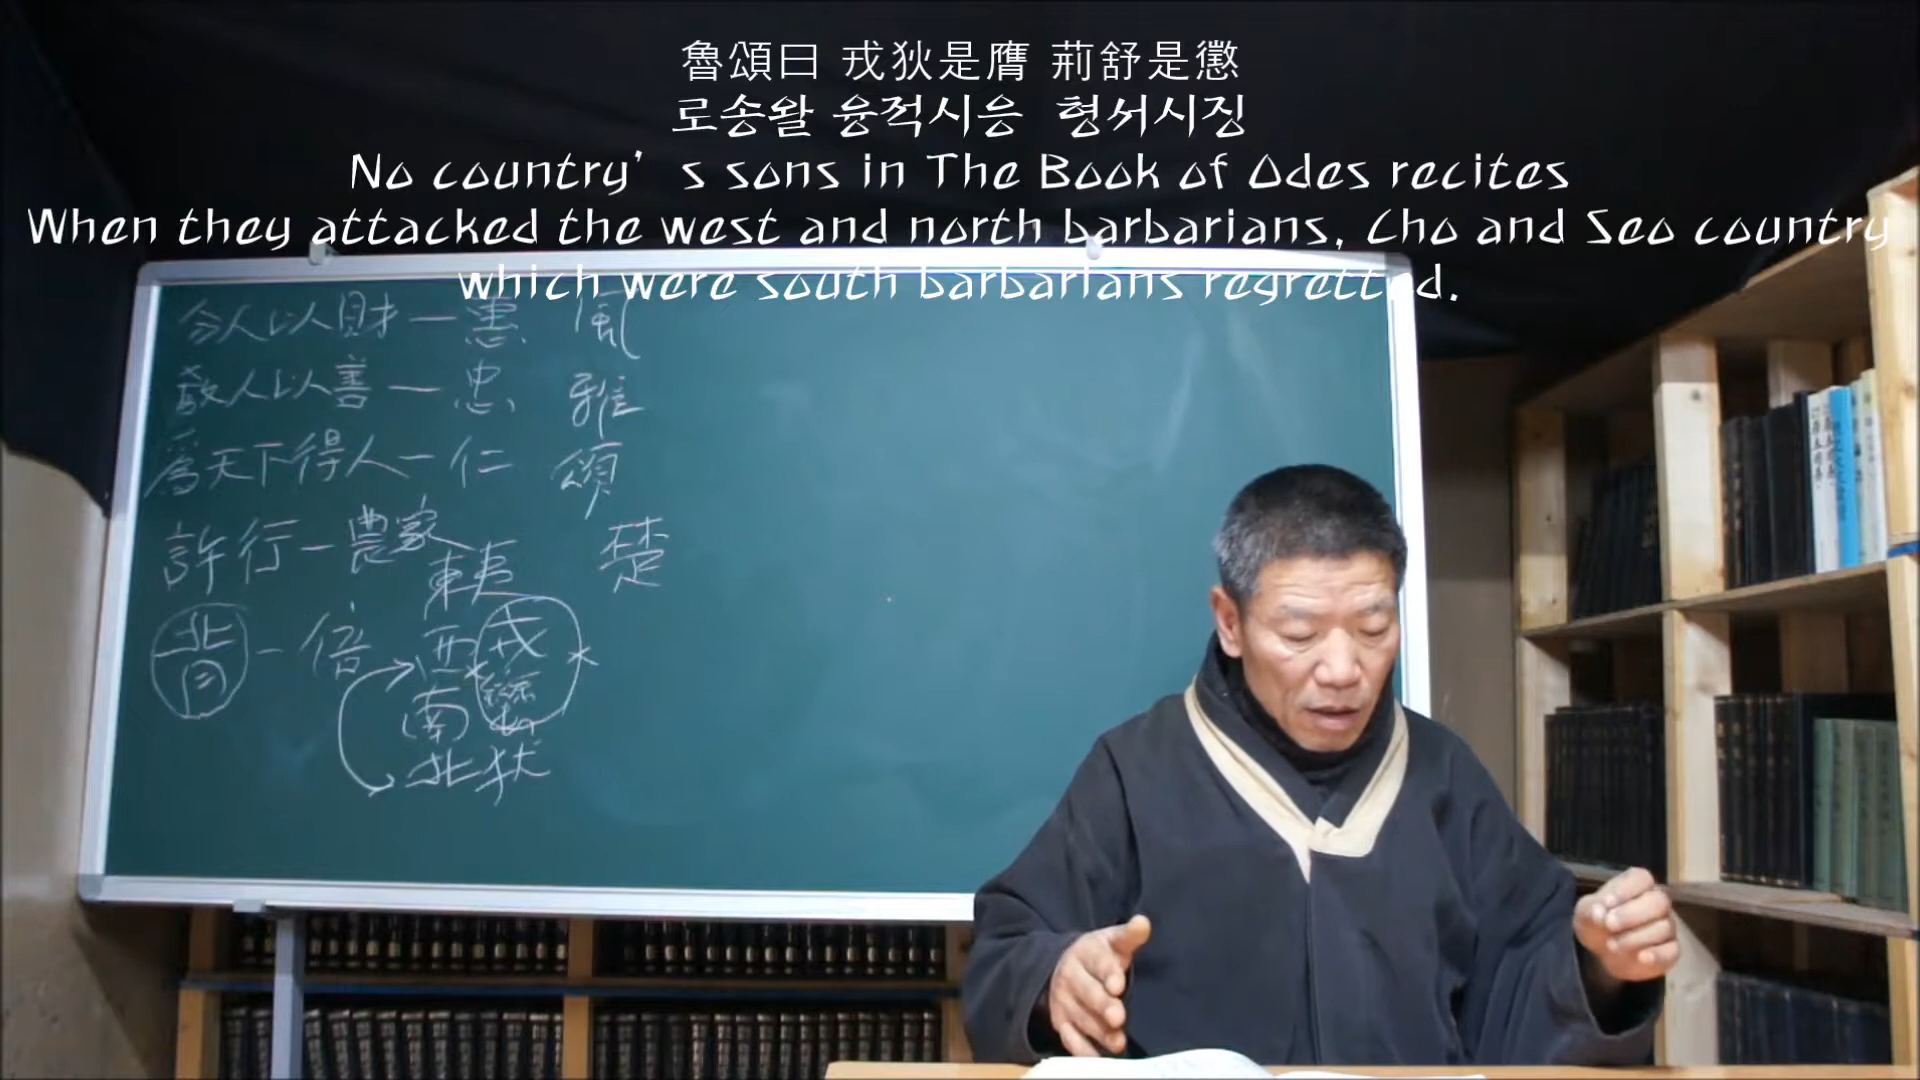 魯頌曰 戎狄是膺 荊舒是懲
로송왈 융적시응 형서시징
No country's sons in The Book of Odes recites
When they attacked the west and north barbarians, Cho and Seo country
which were south barbarians regretted.
分人以財 一 惠
教人以善 一 忠
爲天下得人 一 仁
許行 一 農家
背 一 倍
東夷
西戎
南蠻
北狄
風
雅
頌
楚